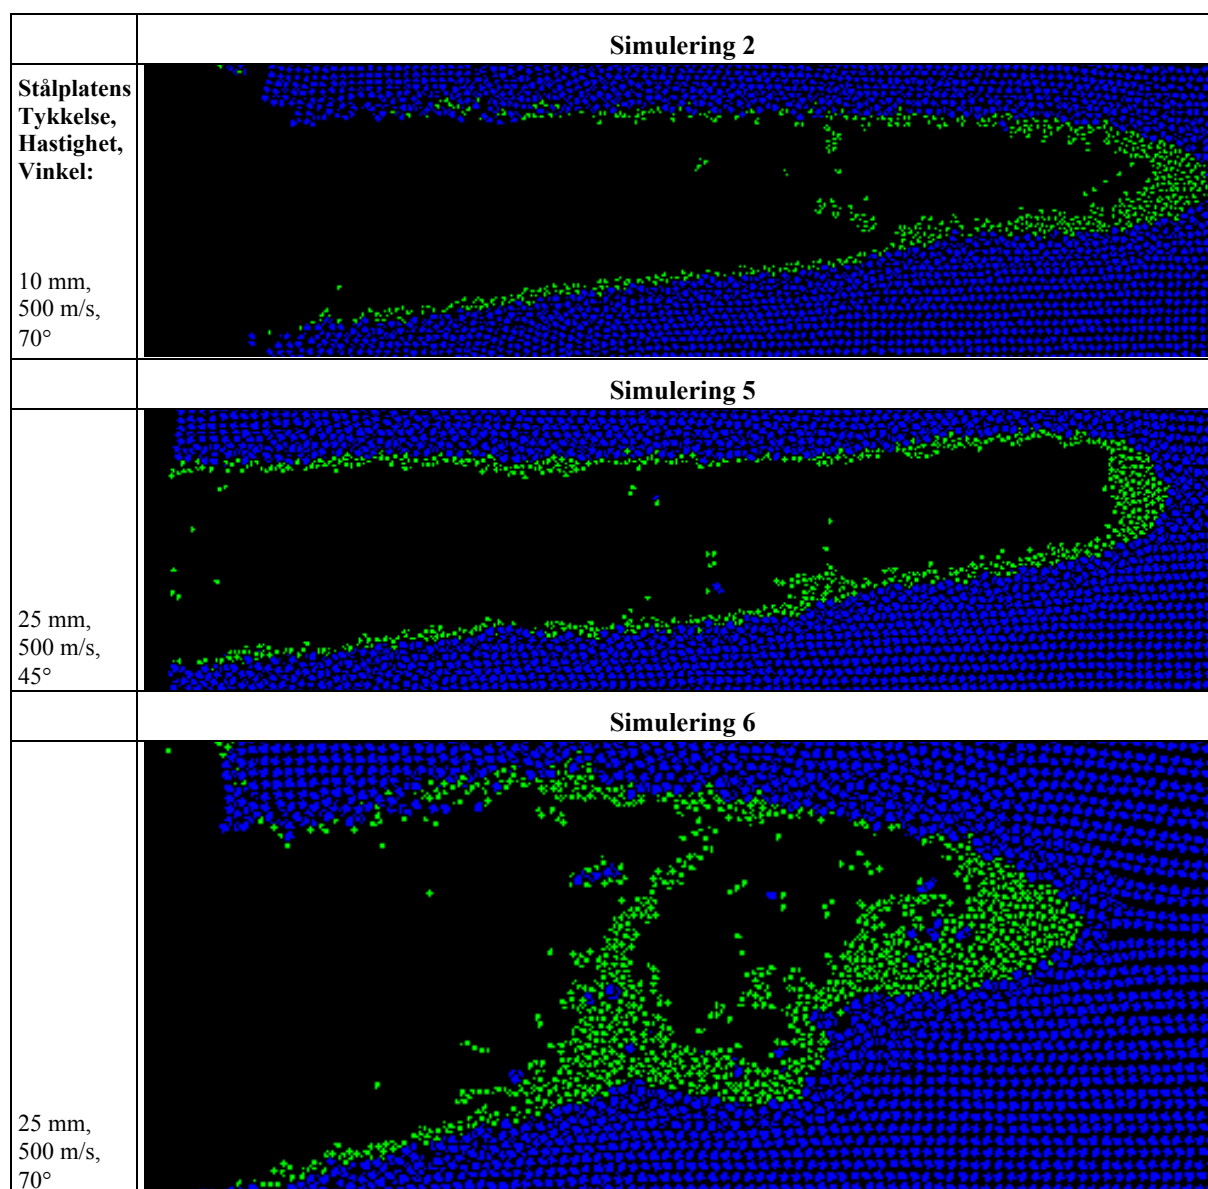 Simulering 2
Stålplatens
Tykkelse,
Hastighet,
Vinkel:
10 mm,
500 m/s,
70°
Simulering 5
25 mm,
500 m/s,
45°
Simulering 6
25 mm,
500 m/s,
70°